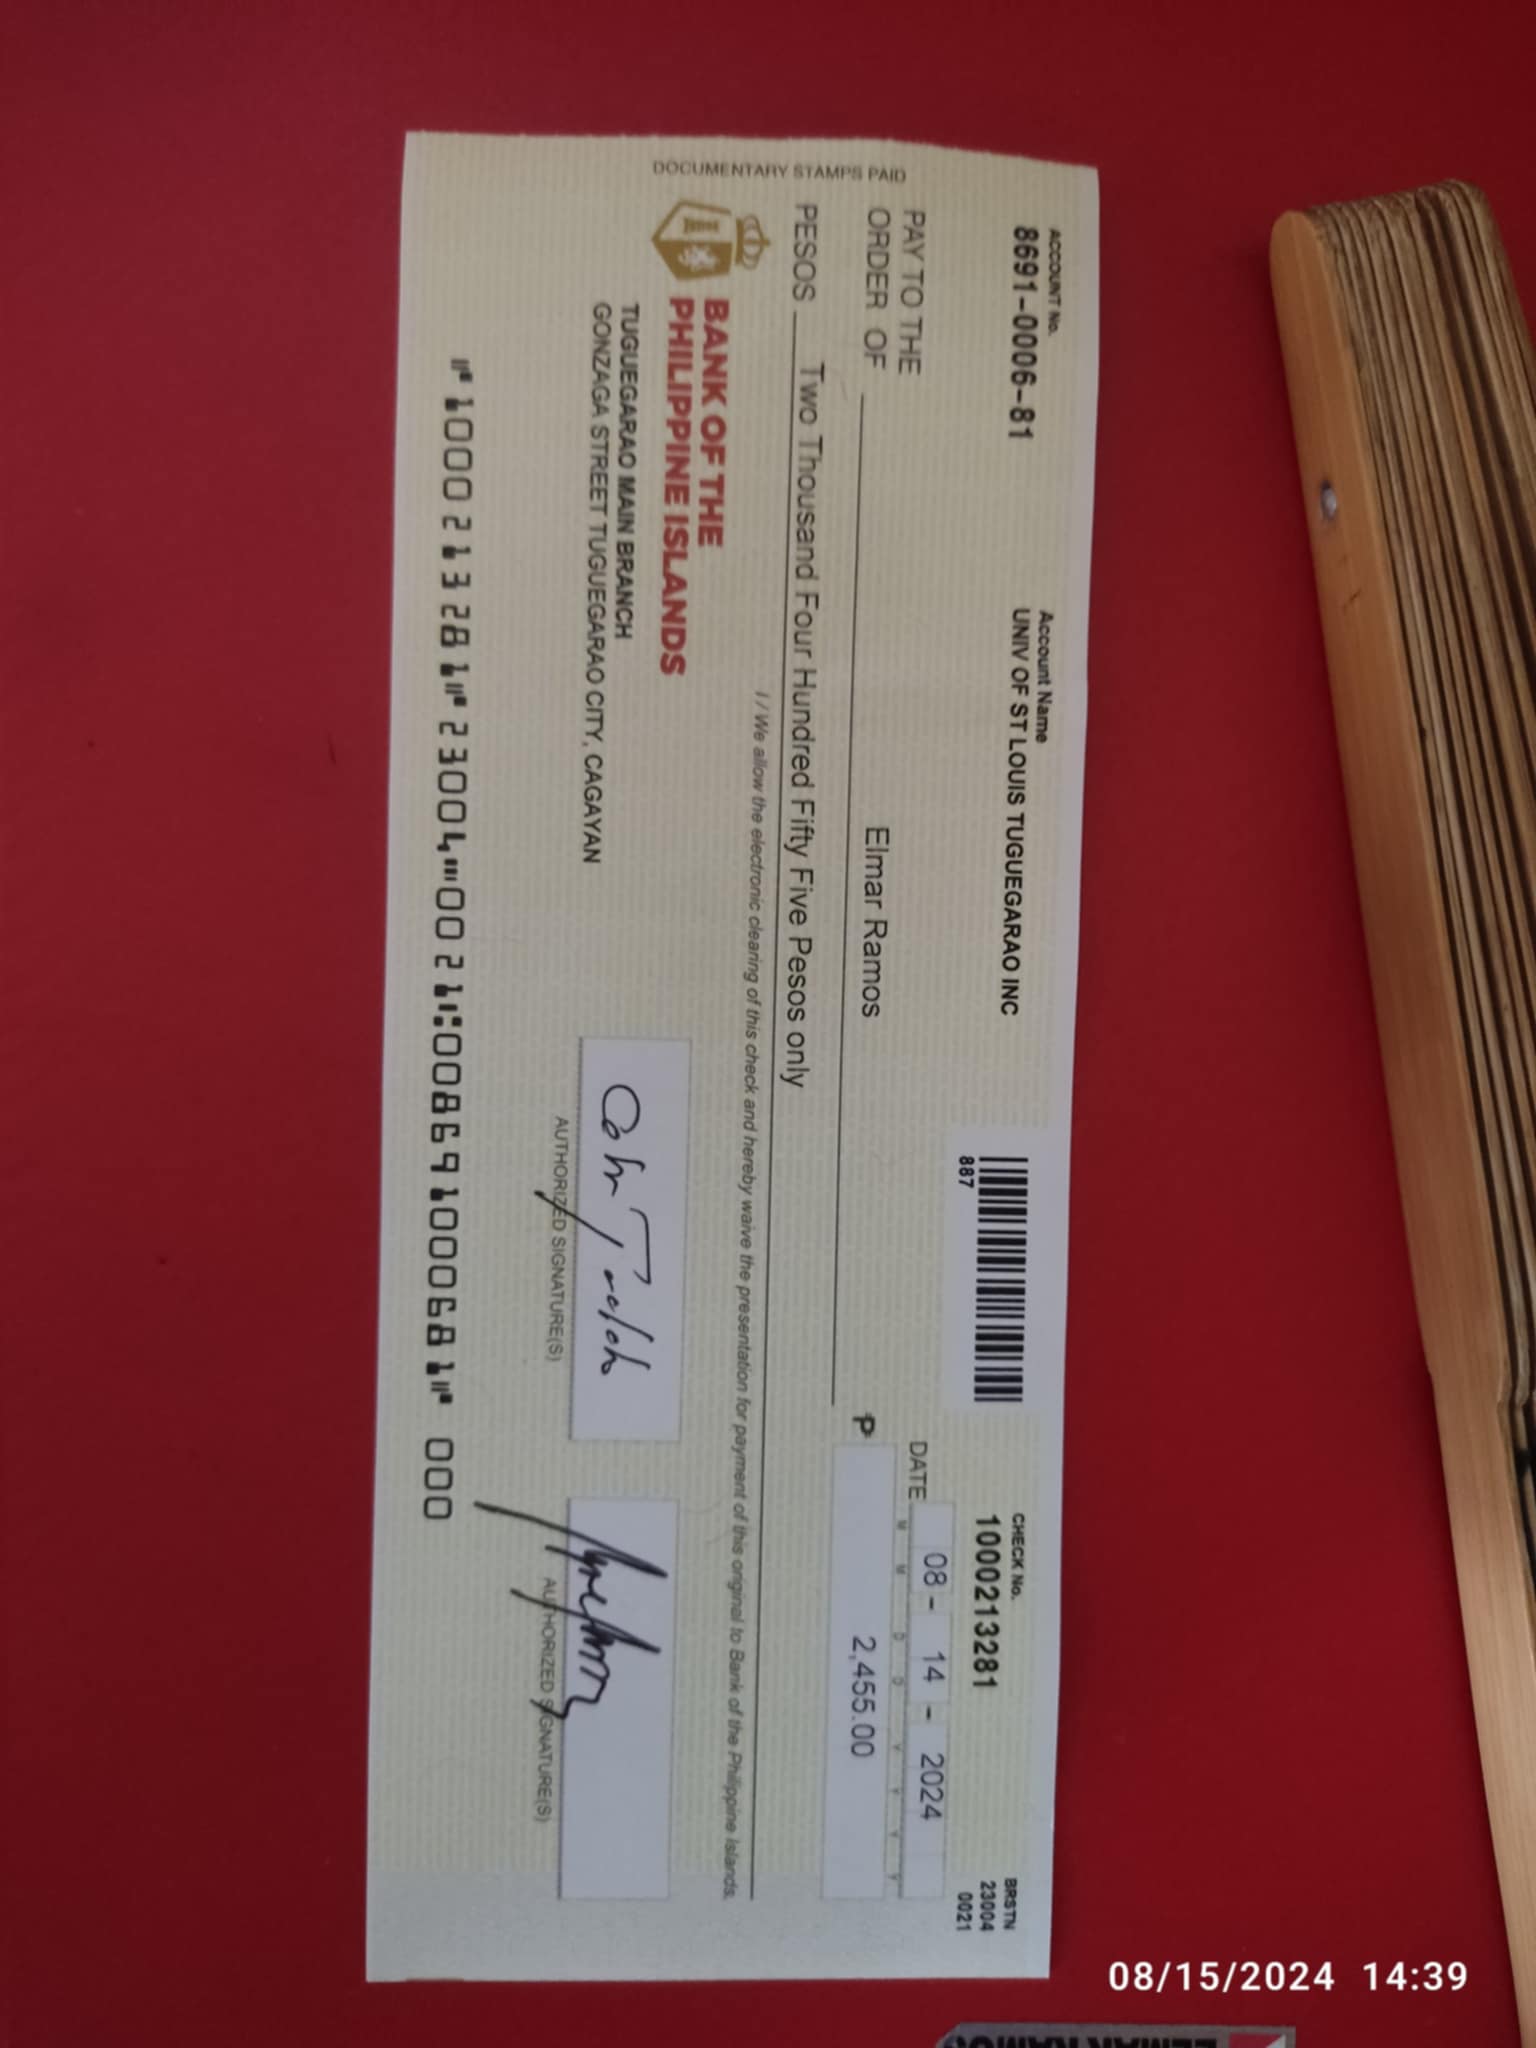 DOCUMENTARY STAMPS PAID
ACCOUNT No.
8691-0006-81
Account Name
UNIV OF ST LOUIS TUGUEGARAO INC
887
CHECK No.
1000213281
BRSTN
23004
0021
DATE 08 - 14 - 2024
M M D D Y Y Y Y
PAY TO THE
ORDER OF Elmar Ramos ₱ 2,455.00
PESOS Two Thousand Four Hundred Fifty Five Pesos only
I / We allow the electronic clearing of this check and hereby waive the presentation for payment of this original to Bank of the Philippine Islands.
BANK OF THE
PHILIPPINE ISLANDS
TUGUEGARAO MAIN BRANCH
GONZAGA STREET TUGUEGARAO CITY, CAGAYAN
AUTHORIZED SIGNATURE(S)
AUTHORIZED SIGNATURE(S)
⑈1000213281⑈23004⑉0021⑆008691000681⑈ 000
08/15/2024 14:39